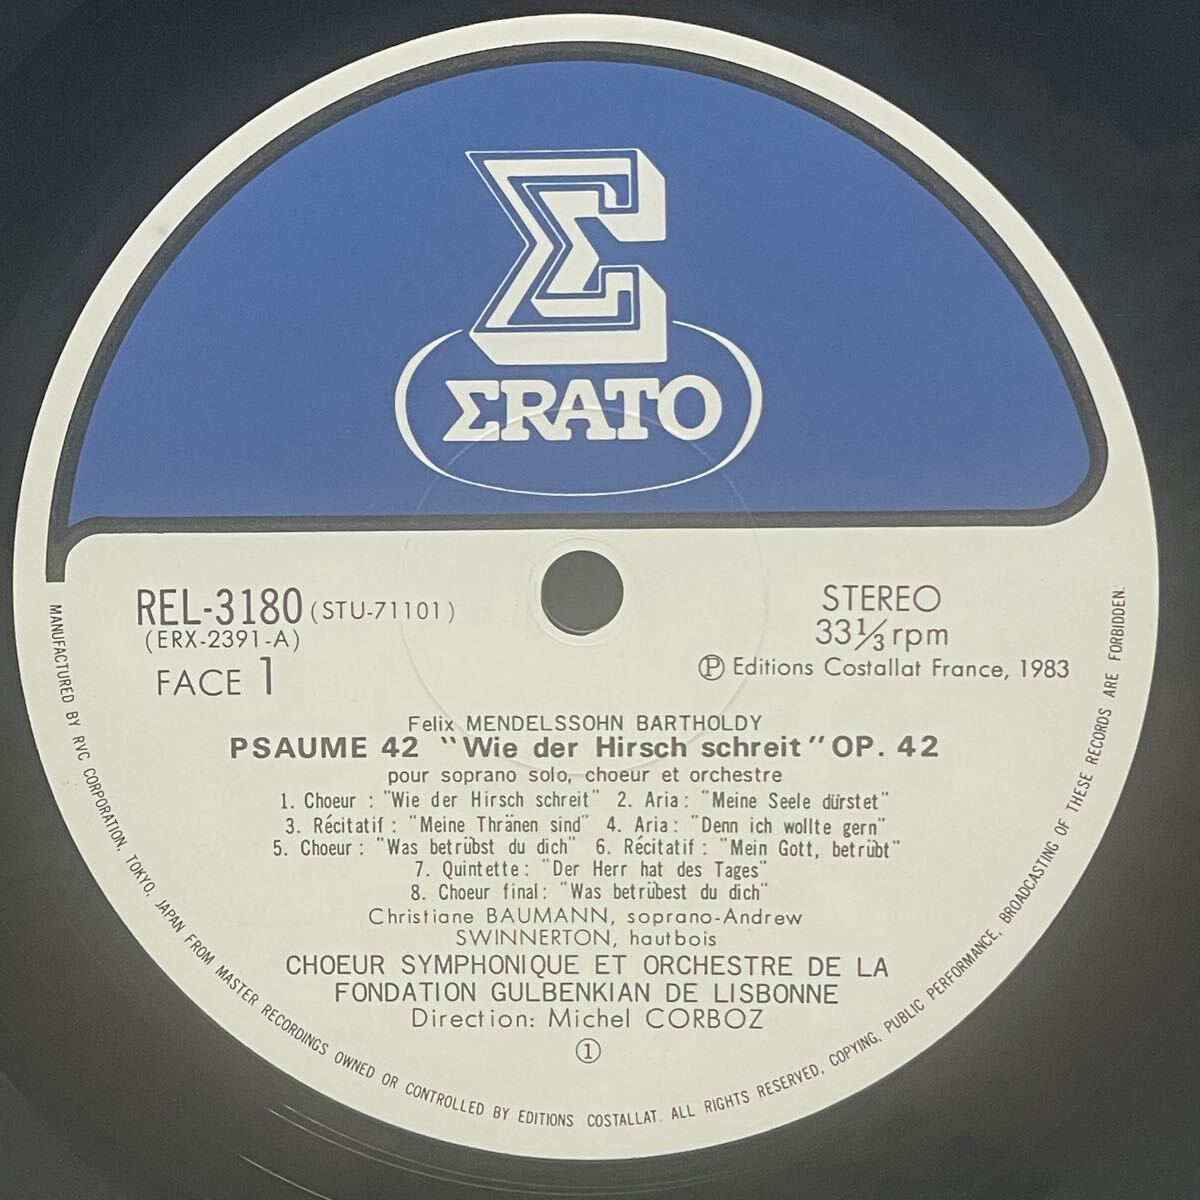 Σ
ΣRATO
REL-3180 (STU-71101)
(ERX-2391-A)
FACE 1
STEREO
33 1/3 rpm
Ⓟ Editions Costallat France, 1983
Felix MENDELSSOHN BARTHOLDY
PSAUME 42 "Wie der Hirsch schreit" OP. 42
pour soprano solo, choeur et orchestre
1. Choeur : "Wie der Hirsch schreit" 2. Aria : "Meine Seele dürstet"
3. Récitatif : "Meine Thränen sind" 4. Aria : "Denn ich wollte gern"
5. Choeur : "Was betrübst du dich" 6. Récitatif : "Mein Gott, betrübt"
7. Quintette : "Der Herr hat des Tages"
8. Choeur final : "Was betrübest du dich"
Christiane BAUMANN, soprano-Andrew
SWINNERTON, hautbois
CHOEUR SYMPHONIQUE ET ORCHESTRE DE LA
FONDATION GULBENKIAN DE LISBONNE
Direction: Michel CORBOZ
①
MANUFACTURED BY RVC CORPORATION, TOKYO, JAPAN FROM MASTER RECORDINGS OWNED OR CONTROLLED BY EDITIONS COSTALLAT. ALL RIGHTS RESERVED, COPYING, PUBLIC PERFORMANCE, BROADCASTING OF THESE RECORDS ARE FORBIDDEN.